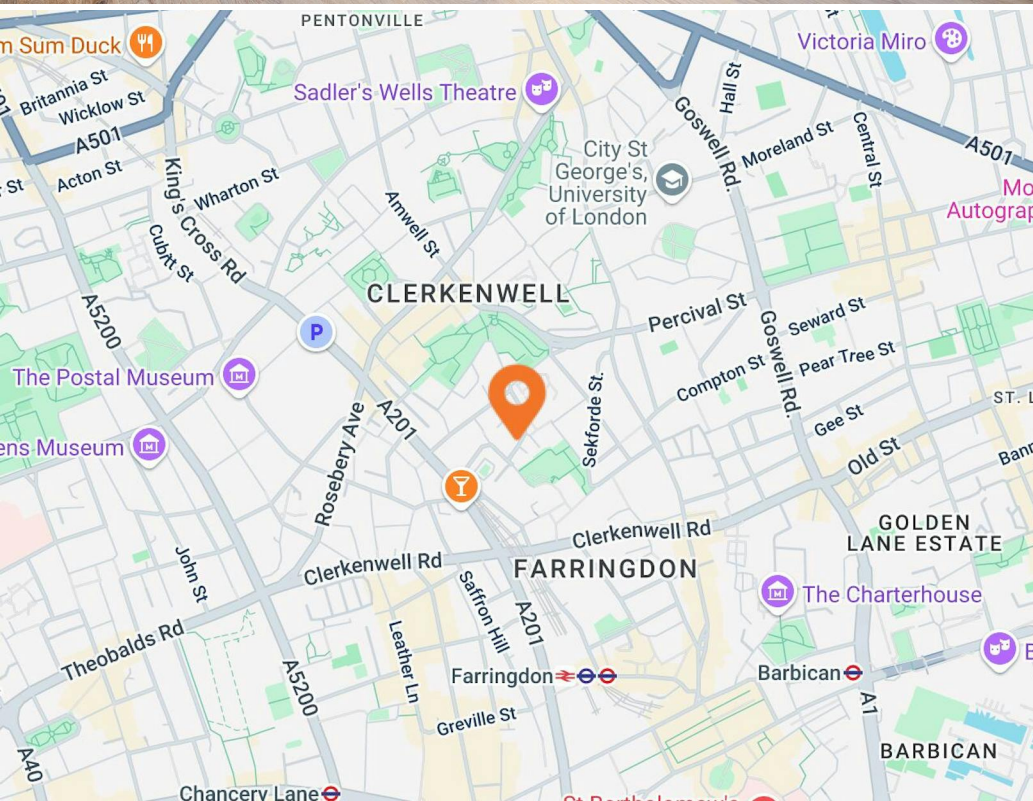 PENTONVILLE
m Sum Duck
Victoria Miro
Britannia St
Wicklow St
Sadler's Wells Theatre
Hall St
Goswell Rd.
A501
Moreland St
Central St
A501
City St
George's,
University
of London
Acton St
St
King's Cross Rd
Wharton St
Mo
Autograp
Amwell St
Cubitt St
CLERKENWELL
A5200
Percival St
Seward St
Goswell Rd.
P
Pear Tree St
The Postal Museum
Compton St
Sekforde St.
ST. L
A201
Gee St
ens Museum
Rosebery Ave
Old St
Bann
GOLDEN
LANE ESTATE
Clerkenwell Rd
Clerkenwell Rd
FARRINGDON
John St
Saffron Hill
A201
The Charterhouse
Theobalds Rd
Leather Ln
E
A5200
Farringdon
Barbican
A1
Greville St
A40
BARBICAN
Chancery Lane